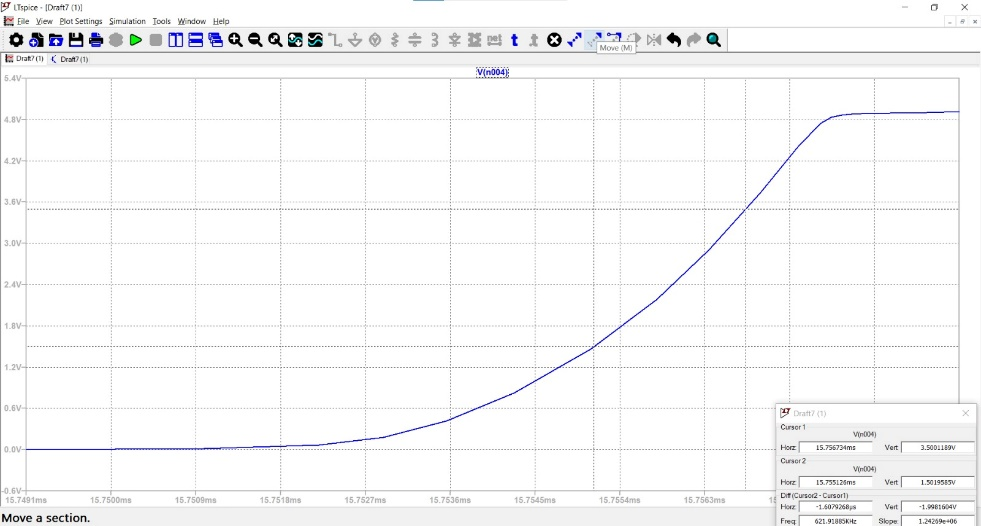 LTspice - [Draft7 (1)]
File View Plot Settings Simulation Tools Window Help
Move (M)
Draft7 (1) Draft7 (1)
V(n004)
5.4V
4.8V
4.2V
3.6V
3.0V
2.4V
1.8V
1.2V
0.6V
0.0V
-0.6V
15.7491ms 15.7500ms 15.7509ms 15.7518ms 15.7527ms 15.7536ms 15.7545ms 15.7554ms 15.7563ms
Draft7 (1)
Cursor 1
V(n004)
Horz: 15.756734ms Vert: 3.5001189V
Cursor 2
V(n004)
Horz: 15.755126ms Vert: 1.5019585V
Diff (Cursor2 - Cursor1)
Horz: -1.6079268µs Vert: -1.9981604V
Freq: 621.91885KHz Slope: 1.24269e+06
Move a section.